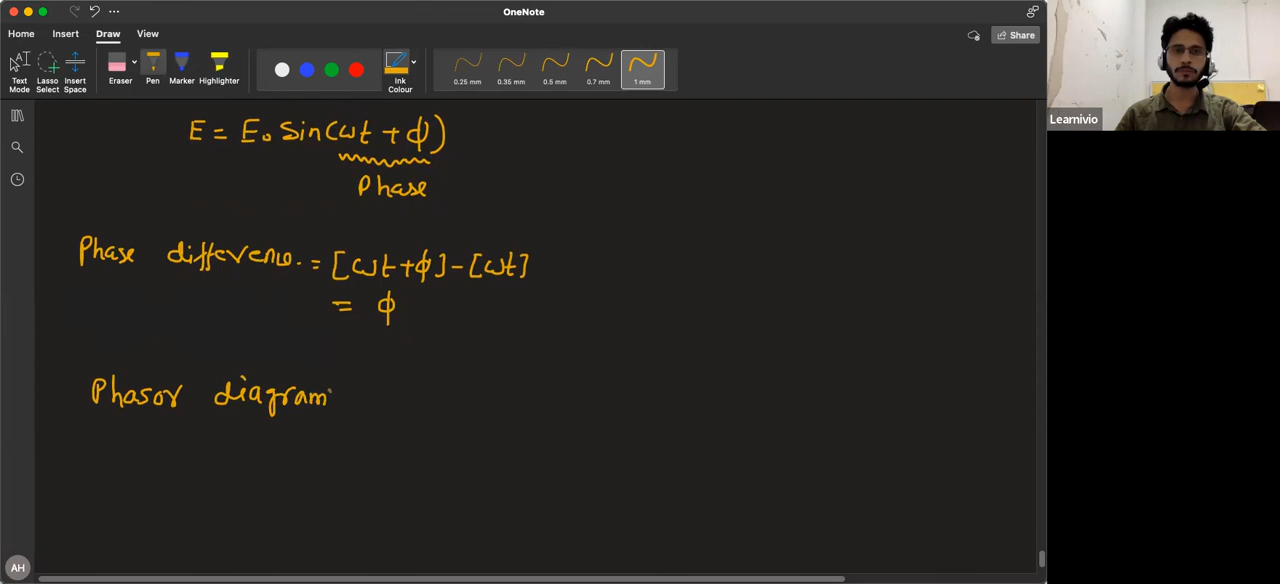 OneNote
Home Insert Draw View
Share
Text Mode
Lasso Select
Insert Space
Eraser
Pen
Marker
Highlighter
Ink Colour
0.25 mm
0.35 mm
0.5 mm
0.7 mm
1 mm
Learnivio
E = E₀ Sin(ωt + ϕ)
Phase
Phase difference. = [ωt+ϕ]-[ωt]
= ϕ
Phasor diagram
AH